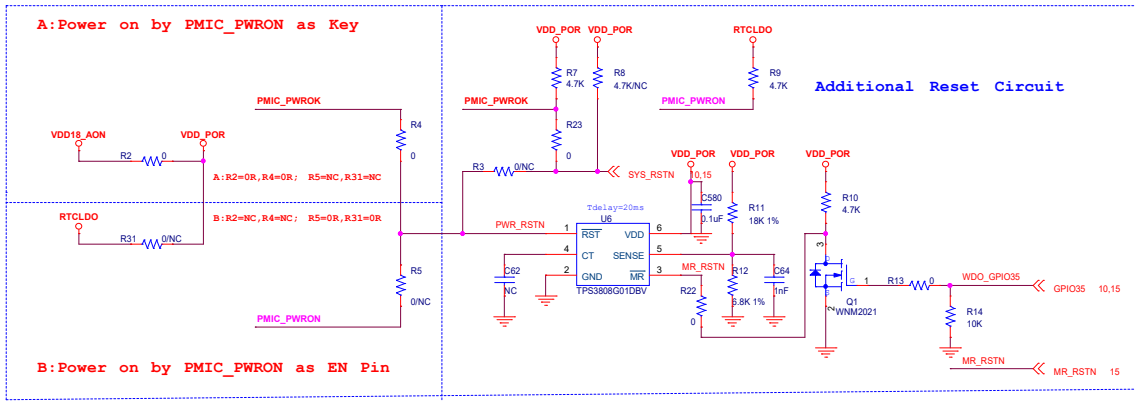 A:Power on by PMIC_PWRON as Key
PMIC_PWROK
R4
0
VDD18_AON
VDD_POR
R2
0
A:R2=0R,R4=0R; R5=NC,R31=NC
B:R2=NC,R4=NC; R5=0R,R31=0R
RTCLDO
R31
0/NC
R5
0/NC
PMIC_PWRON
B:Power on by PMIC_PWRON as EN Pin
VDD_POR
VDD_POR
RTCLDO
R7
4.7K
R8
4.7K/NC
R9
4.7K
Additional Reset Circuit
PMIC_PWROK
PMIC_PWRON
R23
0
R3
0/NC
SYS_RSTN 10,15
VDD_POR
VDD_POR
VDD_POR
C580
0.1uF
R11
18K 1%
R10
4.7K
Tdelay=20ms
U6
PWR_RSTN
1
RST
VDD
6
4
CT
SENSE
5
2
GND
MR
3
TPS3808G01DBV
C62
NC
MR_RSTN
R12
6.8K 1%
C64
1nF
R22
0
3
D
G
S
1
2
Q1
WNM2021
R13
0
WDO_GPIO35
GPIO35 10,15
R14
10K
MR_RSTN 15